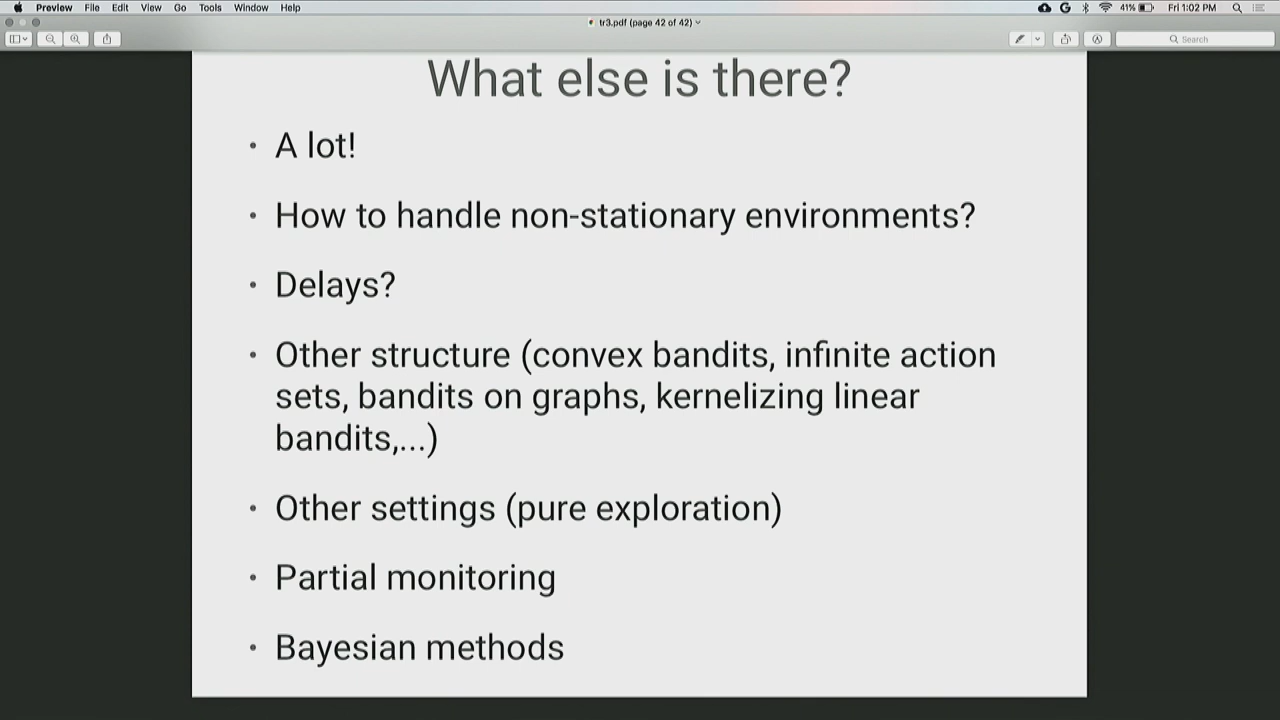 Preview File Edit View Go Tools Window Help 41% Fri 1:02 PM
tr3.pdf (page 42 of 42)
Search
What else is there?
• A lot!
• How to handle non-stationary environments?
• Delays?
• Other structure (convex bandits, infinite action
sets, bandits on graphs, kernelizing linear
bandits,...)
• Other settings (pure exploration)
• Partial monitoring
• Bayesian methods